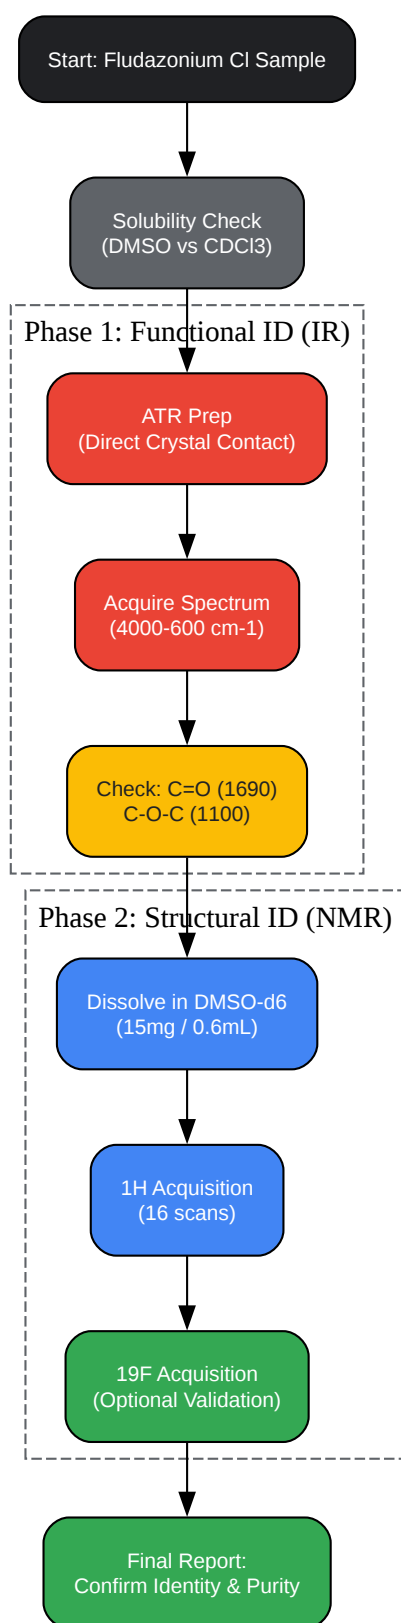 Start: Fludazonium Cl Sample
Solubility Check
(DMSO vs CDCl3)
Phase 1: Functional ID (IR)
ATR Prep
(Direct Crystal Contact)
Acquire Spectrum
(4000-600 cm-1)
Check: C=O (1690)
C-O-C (1100)
Phase 2: Structural ID (NMR)
Dissolve in DMSO-d6
(15mg / 0.6mL)
1H Acquisition
(16 scans)
19F Acquisition
(Optional Validation)
Final Report:
Confirm Identity & Purity